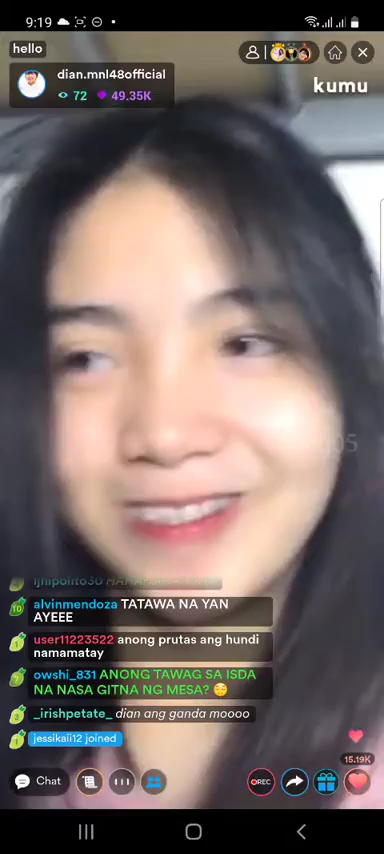 9:19
hello
dian.mnl48official
72 49.35K
kumu
alvinmendoza TATAWA NA YAN
AYEEE
user11223522 anong prutas ang hundi
namamatay
owshi_831 ANONG TAWAG SA ISDA
NA NASA GITNA NG MESA? 😏
_irishpetate_ dian ang ganda moooo
jessikaii12 joined
15.19K
Chat
REC